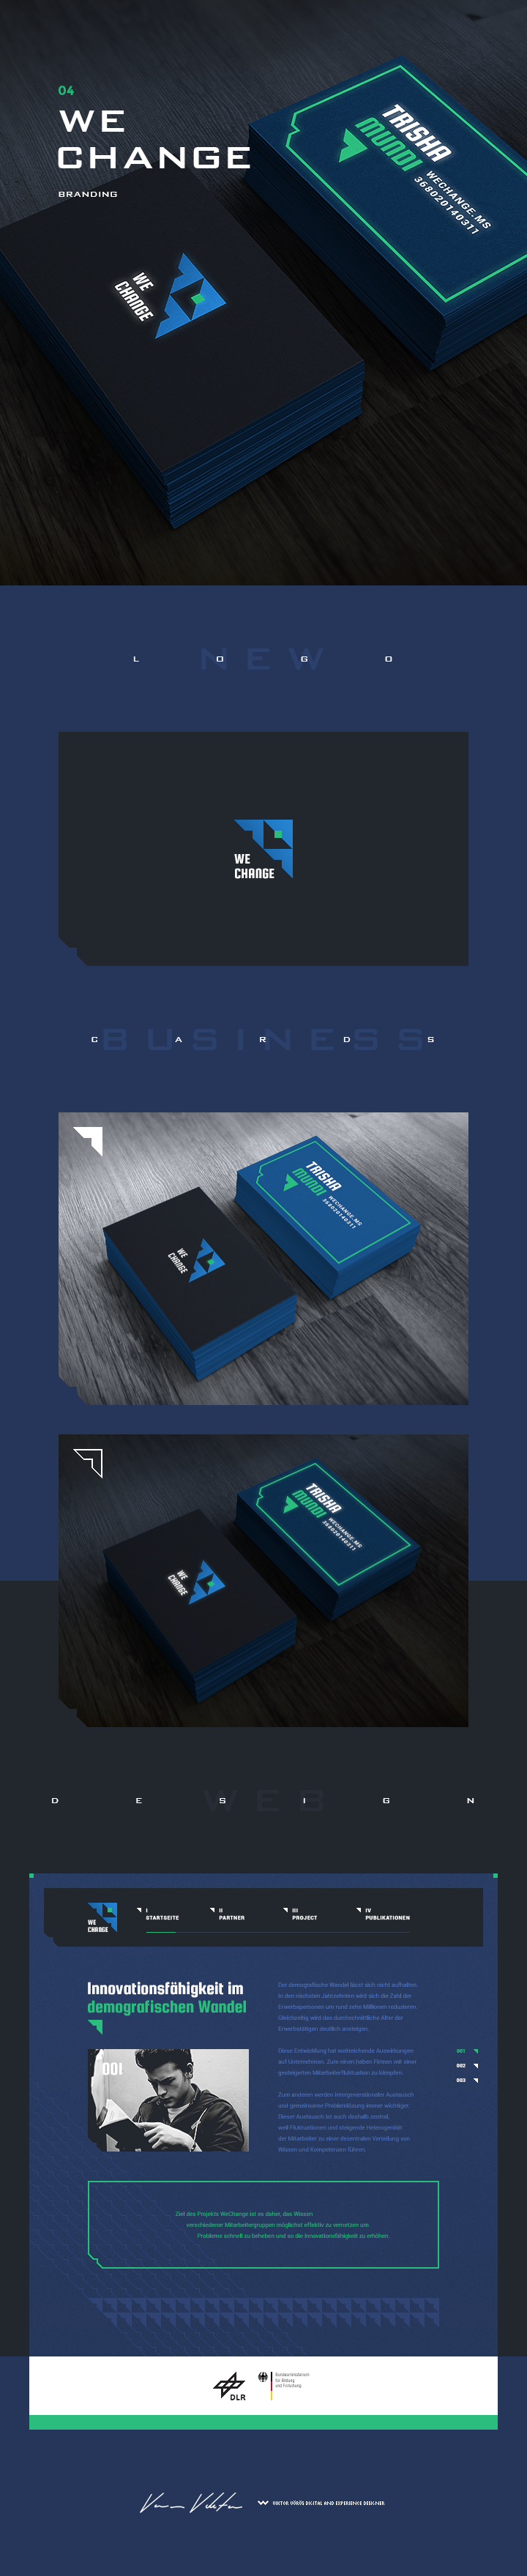 04
WE
CHANGE
BRANDING
TRISHA
MUNDI
WECHANGE.MS
368020140311
WE
CHANGE
NEW
LOGO
WE
CHANGE
BUSINESS
CARDS
TRISHA
MUNDI
WECHANGE.MS
368020140311
WE
CHANGE
TRISHA
MUNDI
WECHANGE.MS
368020140311
WE
CHANGE
WEB
DESIGN
WE
CHANGE
I
STARTSEITE
II
PARTNER
III
PROJECT
IV
PUBLIKATIONEN
Innovationsfähigkeit im
demografischen Wandel
Der demografische Wandel lässt sich nicht aufhalten.
In den nächsten Jahrzehnten wird sich die Zahl der
Erwerbspersonen um rund zehn Millionen reduzieren.
Gleichzeitig wird das durchschnittliche Alter der
Erwerbstätigen deutlich ansteigen.
Diese Entwicklung hat weitreichende Auswirkungen
auf Unternehmen. Zum einen haben Firmen mit einer
gesteigerten Mitarbeiterfluktuation zu kämpfen.
Zum anderen werden intergenerationaler Austausch
und gemeinsame Problemlösung immer wichtiger.
Dieser Austausch ist auch deshalb zentral,
weil Fluktuationen und steigende Heterogenität
der Mitarbeiter zu einer dezentralen Verteilung von
Wissen und Kompetenzen führen.
001
001
002
003
Ziel des Projekts WeChange ist es daher, das Wissen
verschiedener Mitarbeitergruppen möglichst effektiv zu vernetzen um
Probleme schnell zu beheben und so die Innovationsfähigkeit zu erhöhen.
DLR
Bundesministerium
für Bildung
und Forschung
VIKTOR VÖRÖS DIGITAL AND EXPERIENCE DESIGNER